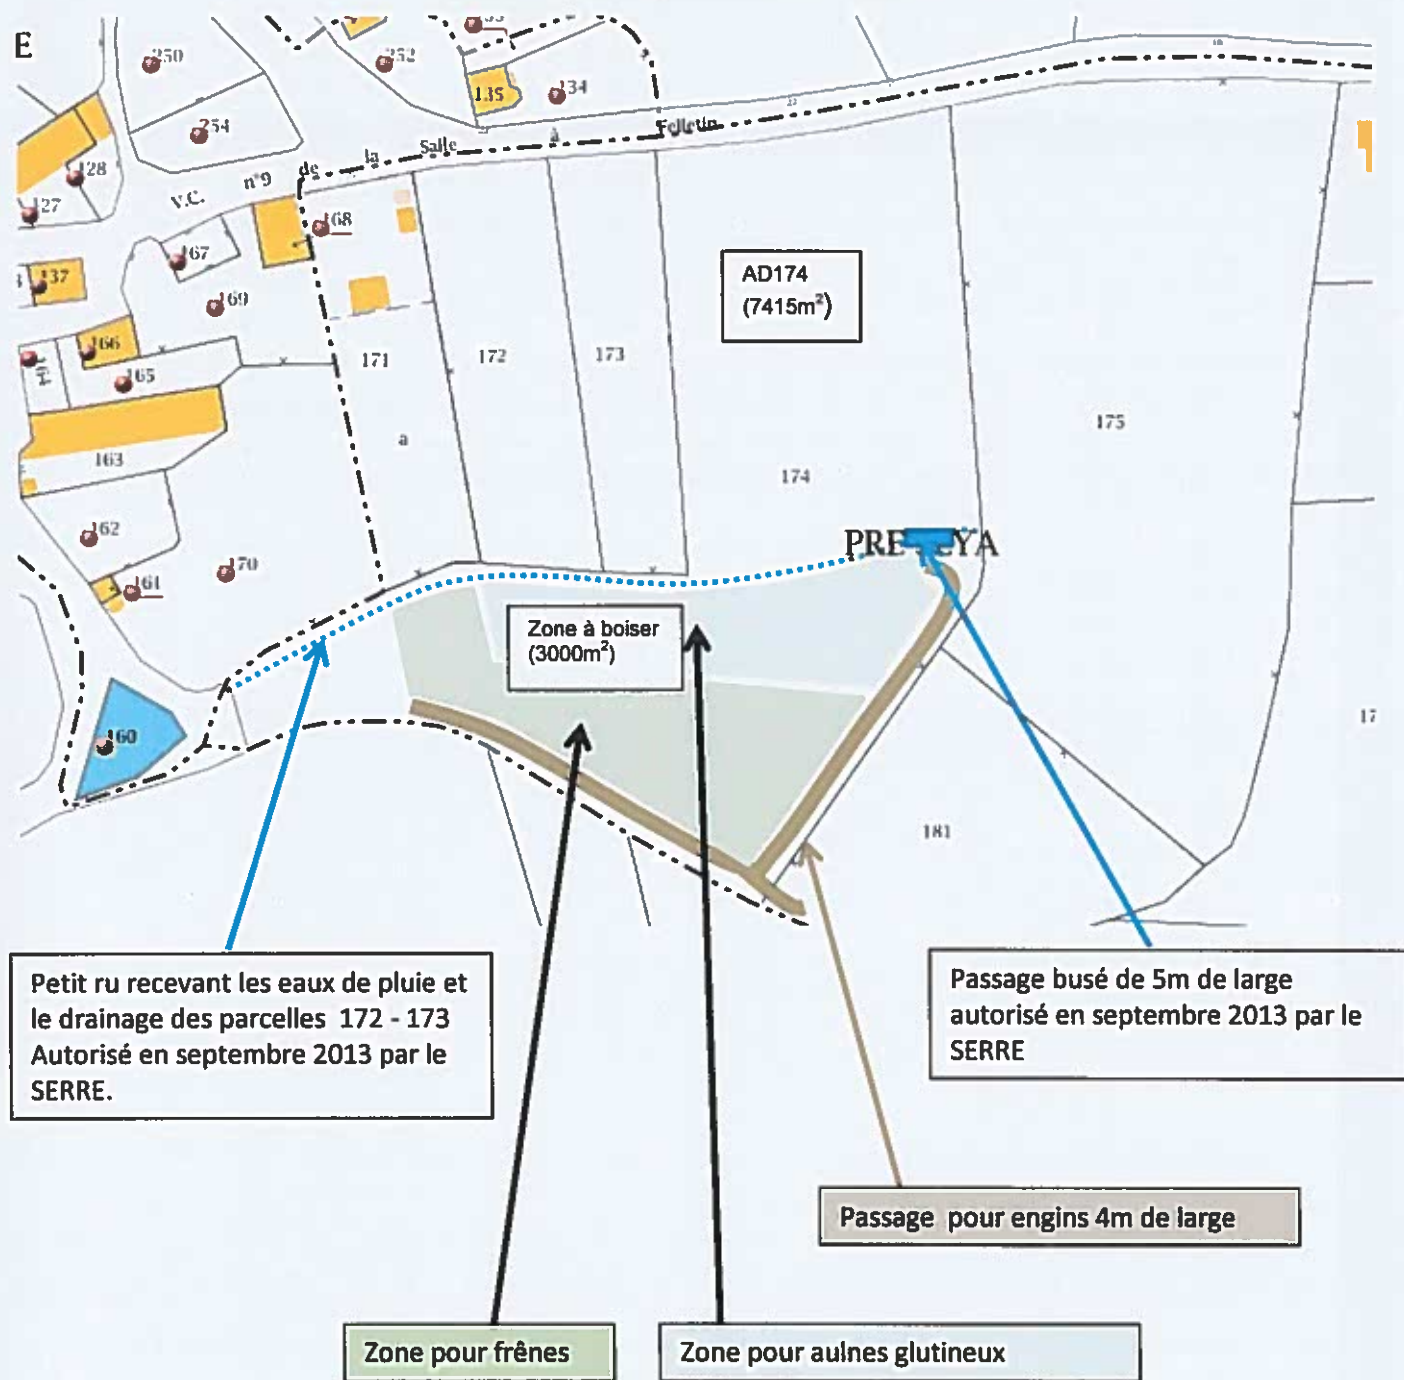 E
250
252
135
134
254
128
127
V.C.
n°9
de
la
Salle
à
Felletin
168
167
137
169
166
164
165
171
172
173
AD174
(7415m²)
175
a
163
174
162
161
170
PRE
YA
Zone à boiser
(3000m²)
160
17
181
Petit ru recevant les eaux de pluie et
le drainage des parcelles 172 - 173
Autorisé en septembre 2013 par le
SERRE.
Passage busé de 5m de large
autorisé en septembre 2013 par le
SERRE
Passage pour engins 4m de large
Zone pour frênes
Zone pour aulnes glutineux